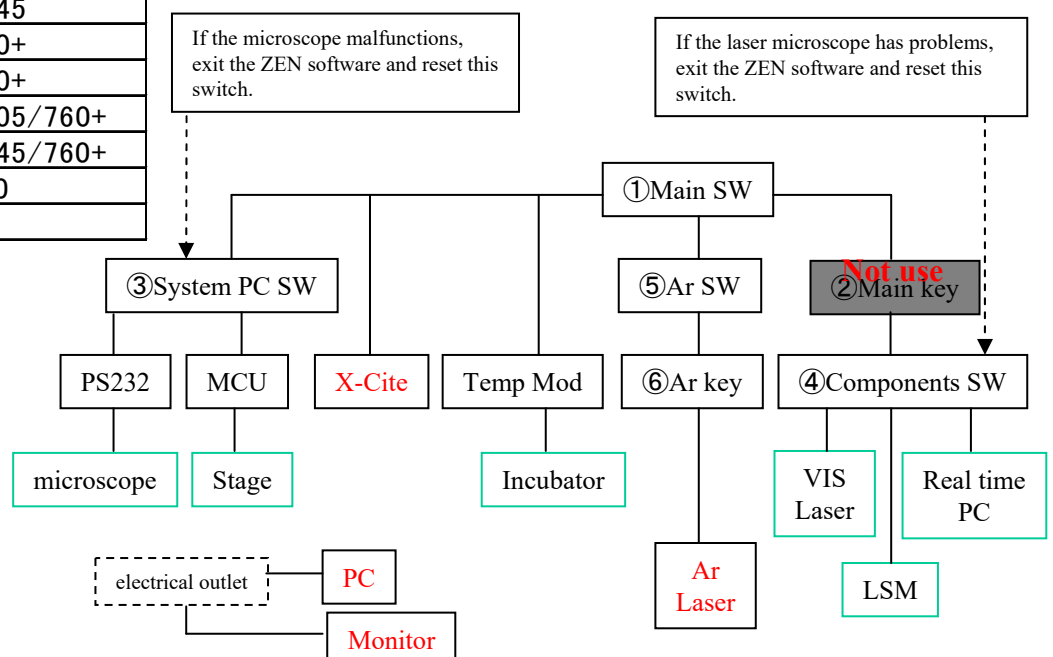 45
0+
0+
05/760+
45/760+
0
If the microscope malfunctions,
exit the ZEN software and reset this
switch.
If the laser microscope has problems,
exit the ZEN software and reset this
switch.
①Main SW
③System PC SW
⑤Ar SW
Not use
②Main key
PS232
MCU
X-Cite
Temp Mod
⑥Ar key
④Components SW
microscope
Stage
Incubator
VIS
Laser
Real time
PC
Ar
Laser
LSM
electrical outlet
PC
Monitor